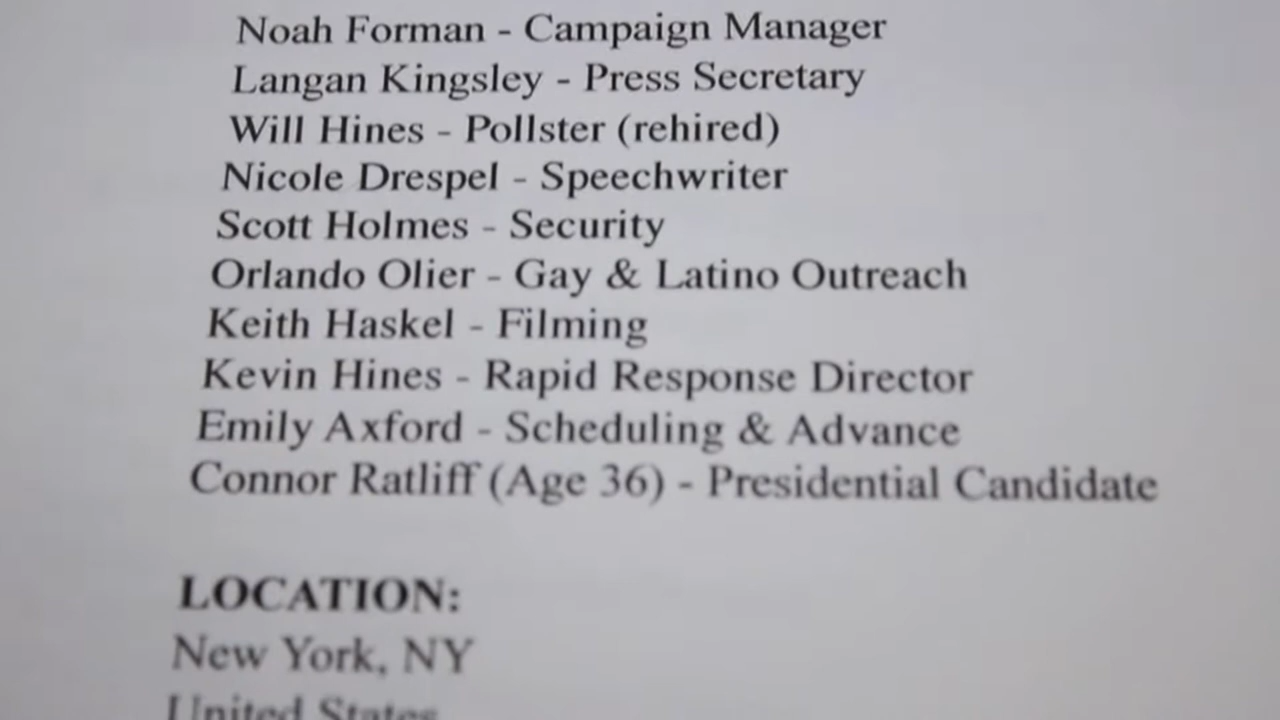 Noah Forman - Campaign Manager
Langan Kingsley - Press Secretary
Will Hines - Pollster (rehired)
Nicole Drespel - Speechwriter
Scott Holmes - Security
Orlando Olier - Gay & Latino Outreach
Keith Haskel - Filming
Kevin Hines - Rapid Response Director
Emily Axford - Scheduling & Advance
Connor Ratliff (Age 36) - Presidential Candidate
LOCATION:
New York, NY
United States